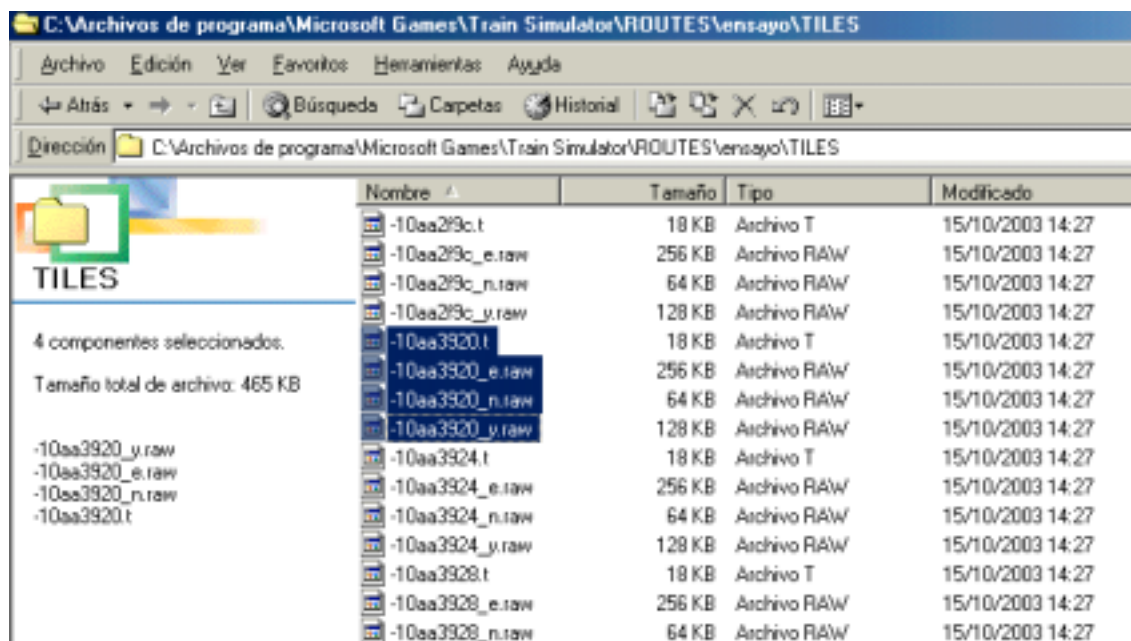 C:\Archivos de programa\Microsoft Games\Train Simulator\ROUTES\ensayo\TILES
Archivo Edición Ver Favoritos Herramientas Ayuda
Atrás Búsqueda Carpetas Historial
Dirección C:\Archivos de programa\Microsoft Games\Train Simulator\ROUTES\ensayo\TILES
TILES
4 componentes seleccionados.
Tamaño total de archivo: 465 KB
-10aa3920_y.raw
-10aa3920_e.raw
-10aa3920_n.raw
-10aa3920.t
Nombre Tamaño Tipo Modificado
-10aa2f9c.t 18 KB Archivo T 15/10/2003 14:27
-10aa2f9c_e.raw 256 KB Archivo RAW 15/10/2003 14:27
-10aa2f9c_n.raw 64 KB Archivo RAW 15/10/2003 14:27
-10aa2f9c_y.raw 128 KB Archivo RAW 15/10/2003 14:27
-10aa3920.t 18 KB Archivo T 15/10/2003 14:27
-10aa3920_e.raw 256 KB Archivo RAW 15/10/2003 14:27
-10aa3920_n.raw 64 KB Archivo RAW 15/10/2003 14:27
-10aa3920_y.raw 128 KB Archivo RAW 15/10/2003 14:27
-10aa3924.t 18 KB Archivo T 15/10/2003 14:27
-10aa3924_e.raw 256 KB Archivo RAW 15/10/2003 14:27
-10aa3924_n.raw 64 KB Archivo RAW 15/10/2003 14:27
-10aa3924_y.raw 128 KB Archivo RAW 15/10/2003 14:27
-10aa3928.t 18 KB Archivo T 15/10/2003 14:27
-10aa3928_e.raw 256 KB Archivo RAW 15/10/2003 14:27
-10aa3928_n.raw 64 KB Archivo RAW 15/10/2003 14:27